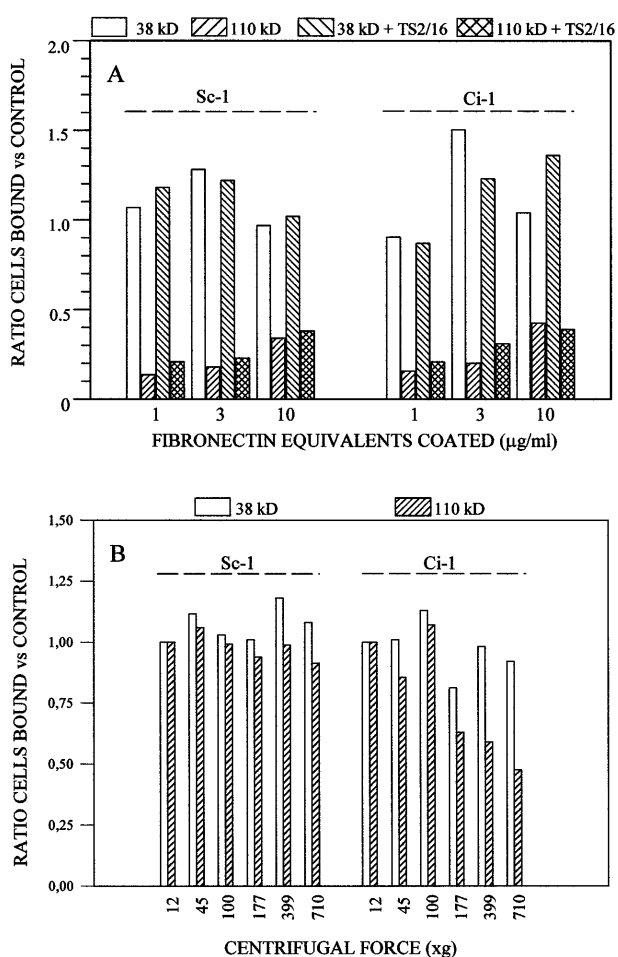 38 kD 110 kD 38 kD + TS2/16 110 kD + TS2/16
A
Sc-1 Ci-1
RATIO CELLS BOUND vs CONTROL
2.0
1.5
1.0
0.5
0
1 3 10 1 3 10
FIBRONECTIN EQUIVALENTS COATED (µg/ml)
38 kD 110 kD
B
Sc-1 Ci-1
RATIO CELLS BOUND vs CONTROL
1,50
1,25
1,00
0,75
0,50
0,25
0,00
12 45 100 177 399 710 12 45 100 177 399 710
CENTRIFUGAL FORCE (xg)